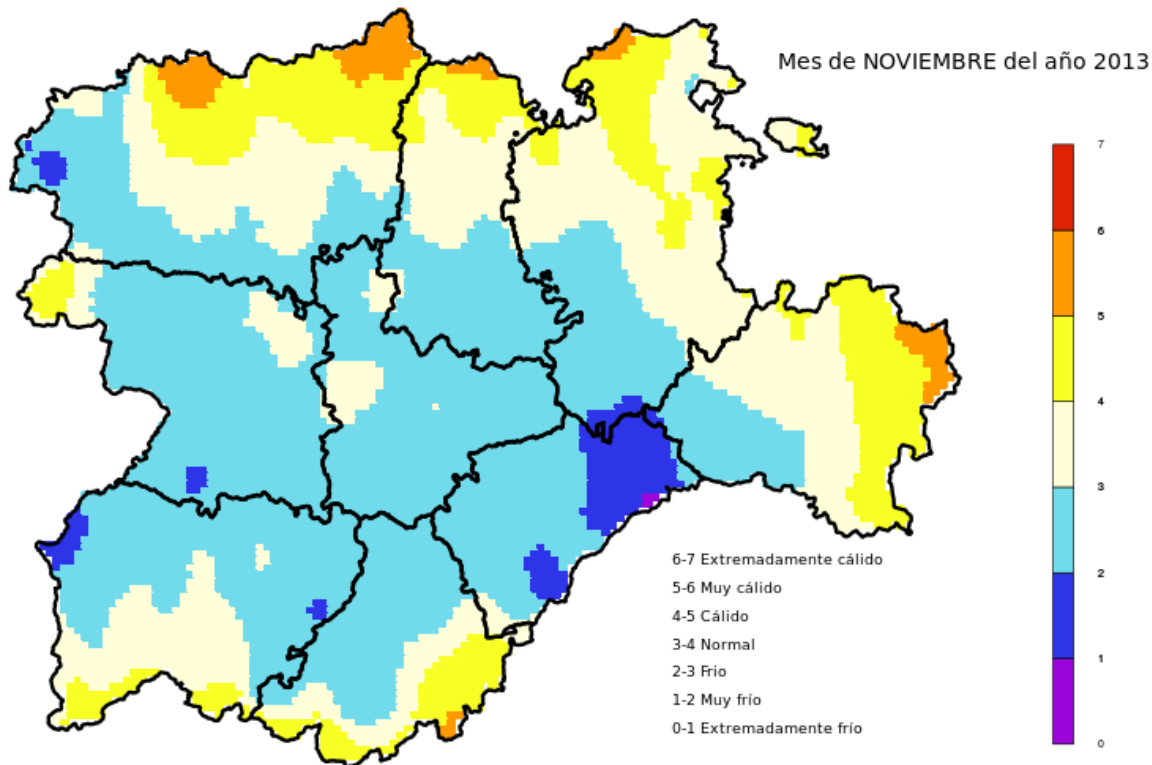 Mes de NOVIEMBRE del año 2013
7
6
5
4
3
2
1
0
6-7 Extremadamente cálido
5-6 Muy cálido
4-5 Cálido
3-4 Normal
2-3 Frio
1-2 Muy frío
0-1 Extremadamente frío